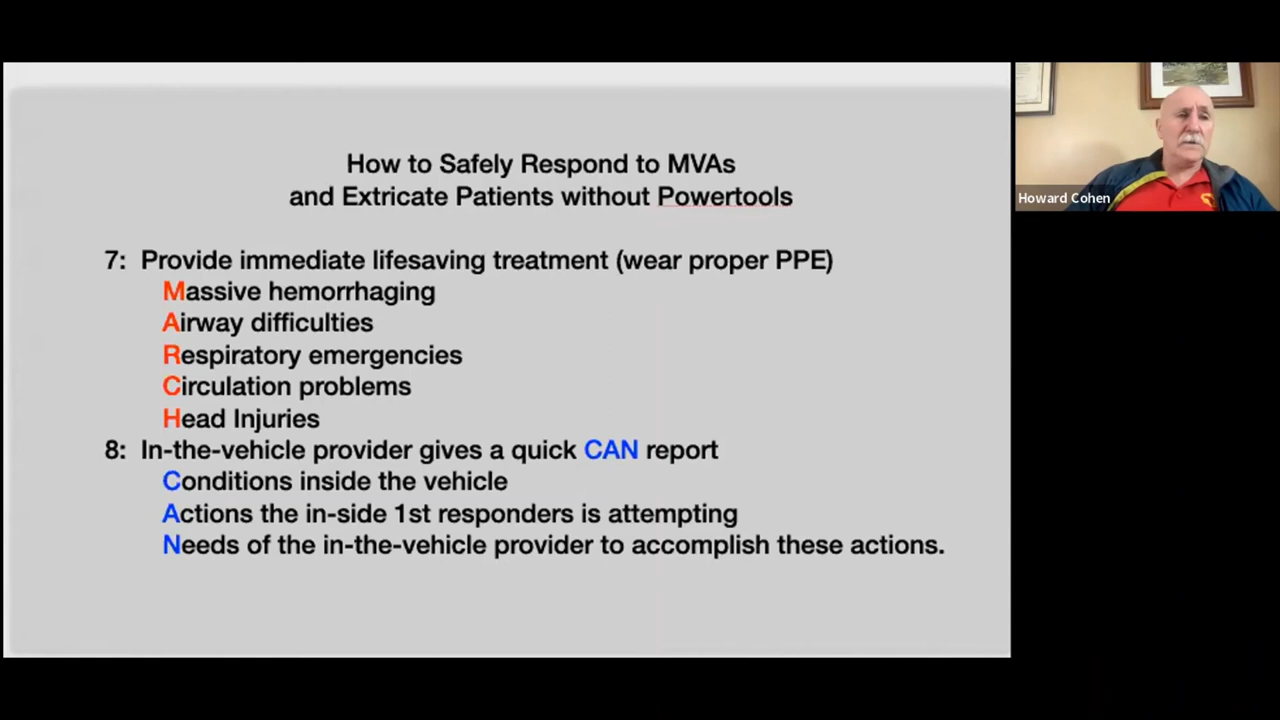 How to Safely Respond to MVAs
and Extricate Patients without Powertools
7: Provide immediate lifesaving treatment (wear proper PPE)
Massive hemorrhaging
Airway difficulties
Respiratory emergencies
Circulation problems
Head Injuries
8: In-the-vehicle provider gives a quick CAN report
Conditions inside the vehicle
Actions the in-side 1st responders is attempting
Needs of the in-the-vehicle provider to accomplish these actions.
Howard Cohen